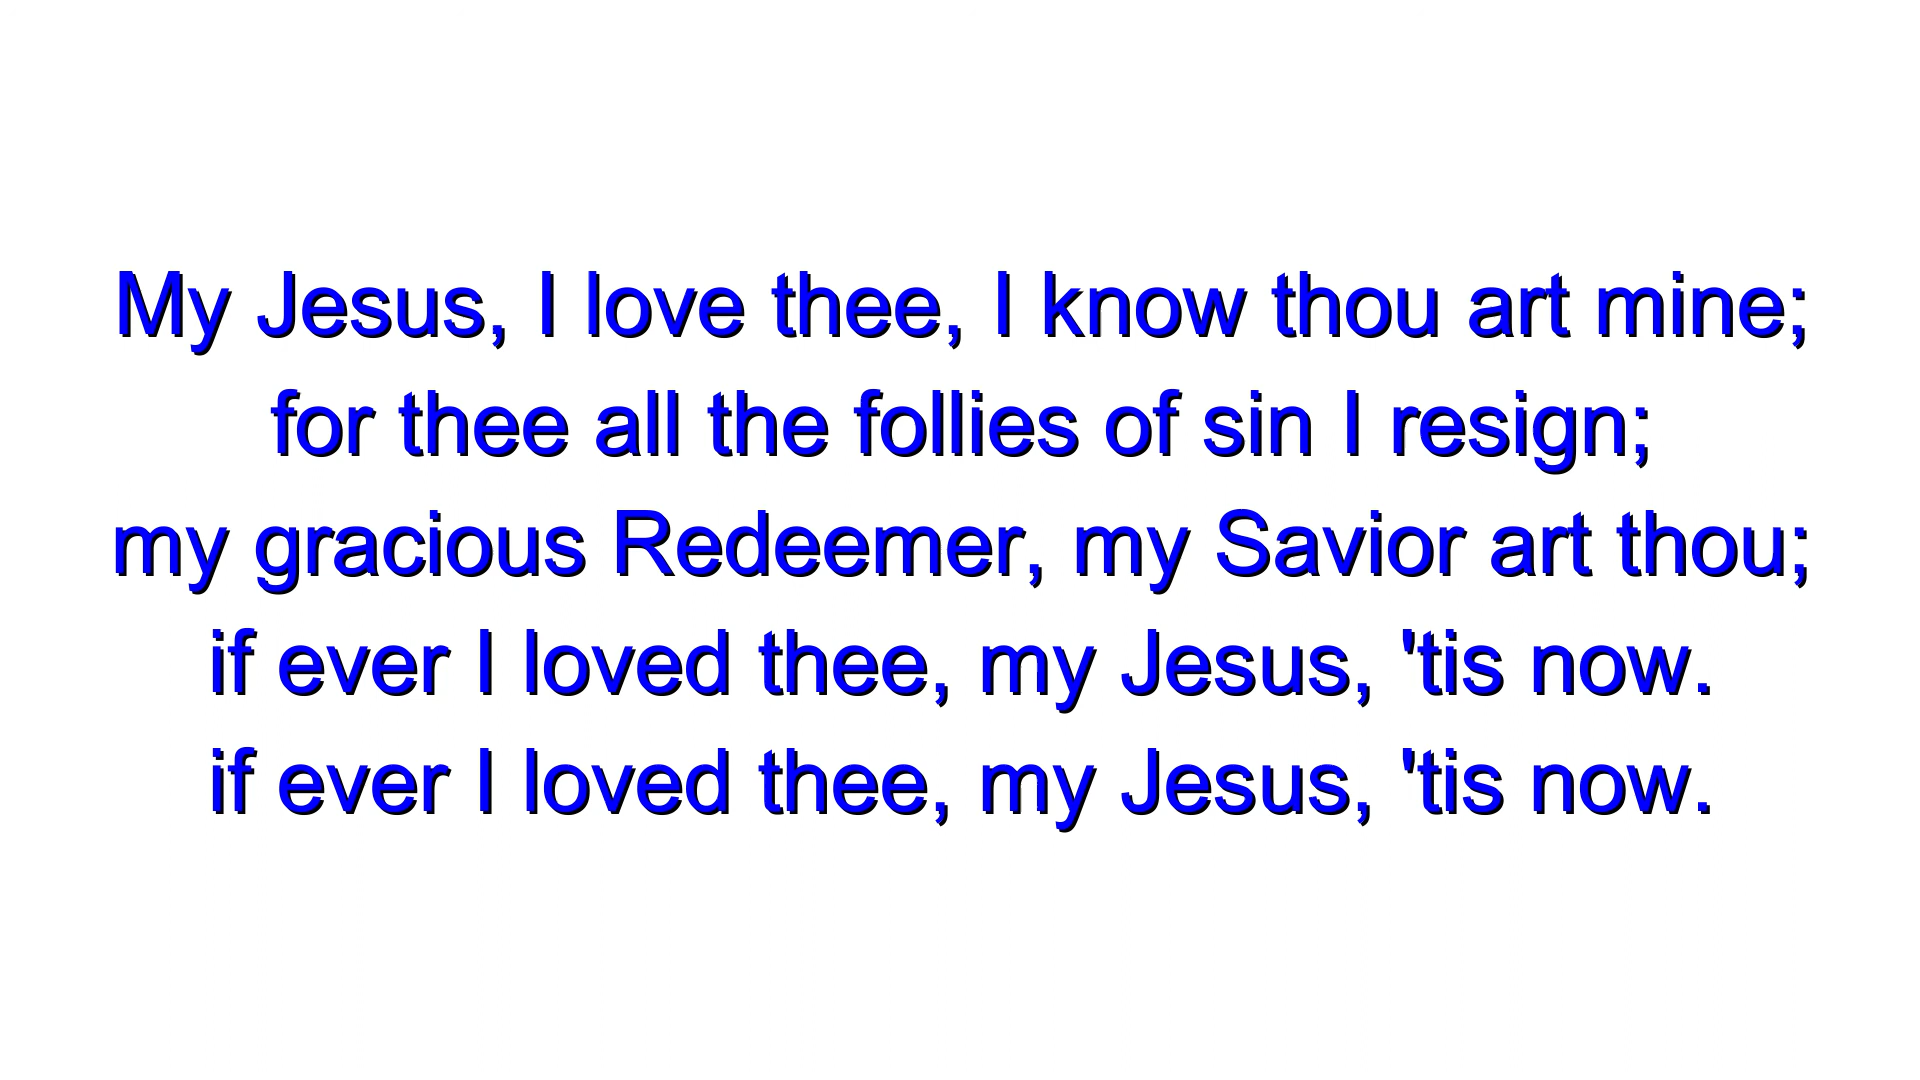 My Jesus, I love thee, I know thou art mine;
for thee all the follies of sin I resign;
my gracious Redeemer, my Savior art thou;
if ever I loved thee, my Jesus, 'tis now.
if ever I loved thee, my Jesus, 'tis now.